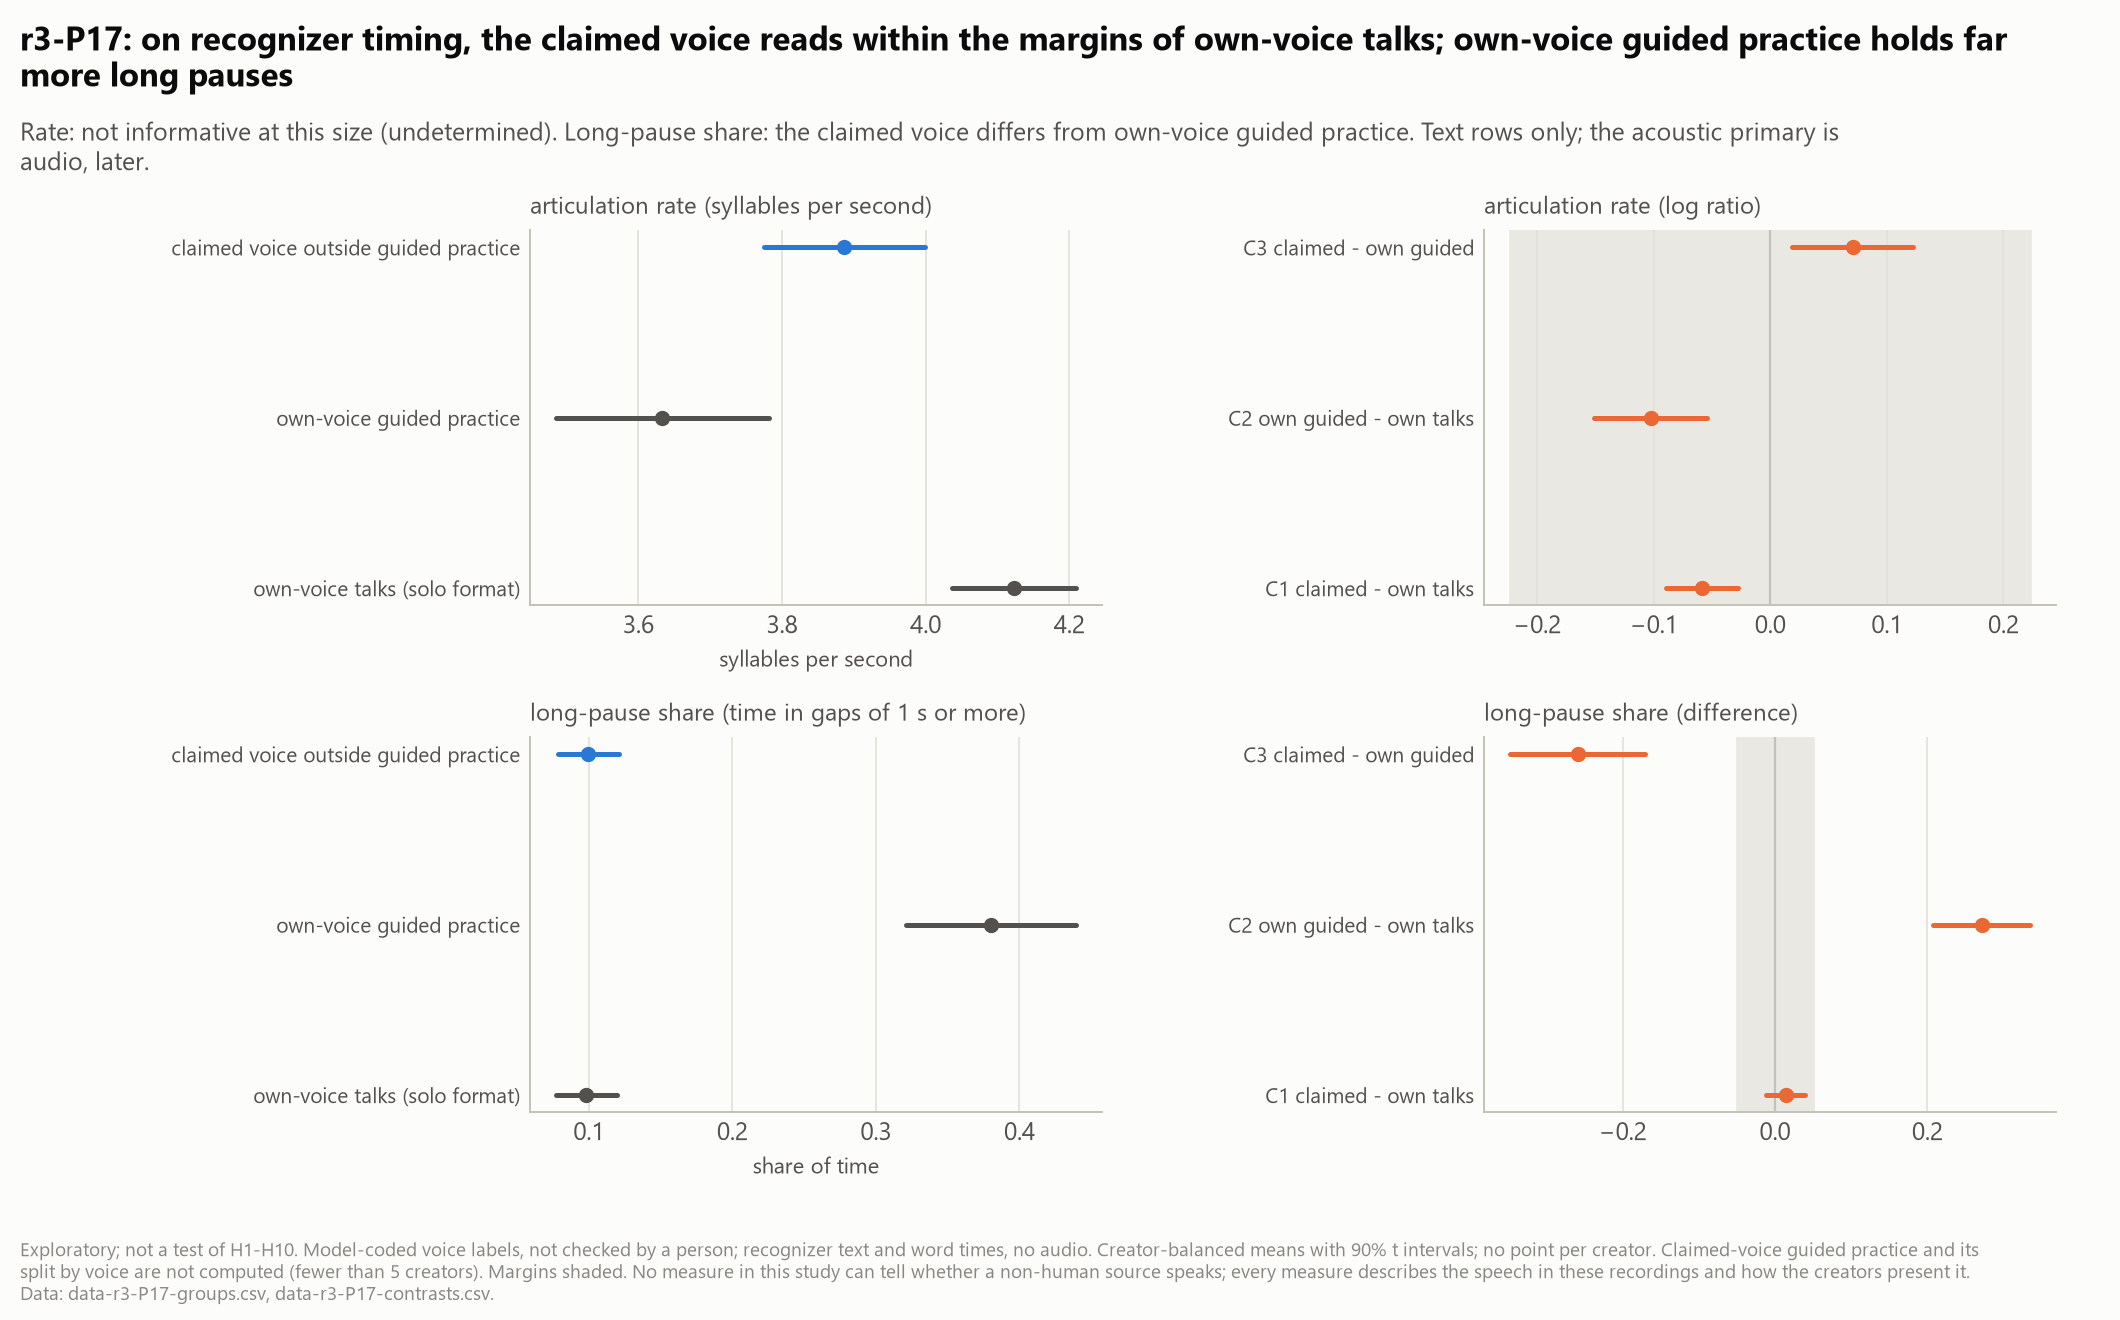 r3-P17: on recognizer timing, the claimed voice reads within the margins of own-voice talks; own-voice guided practice holds far
more long pauses
Rate: not informative at this size (undetermined). Long-pause share: the claimed voice differs from own-voice guided practice. Text rows only; the acoustic primary is
audio, later.
articulation rate (syllables per second)
claimed voice outside guided practice
own-voice guided practice
own-voice talks (solo format)
3.6 3.8 4.0 4.2
syllables per second
articulation rate (log ratio)
C3 claimed - own guided
C2 own guided - own talks
C1 claimed - own talks
−0.2 −0.1 0.0 0.1 0.2
long-pause share (time in gaps of 1 s or more)
claimed voice outside guided practice
own-voice guided practice
own-voice talks (solo format)
0.1 0.2 0.3 0.4
share of time
long-pause share (difference)
C3 claimed - own guided
C2 own guided - own talks
C1 claimed - own talks
−0.2 0.0 0.2
Exploratory; not a test of H1-H10. Model-coded voice labels, not checked by a person; recognizer text and word times, no audio. Creator-balanced means with 90% t intervals; no point per creator. Claimed-voice guided practice and its
split by voice are not computed (fewer than 5 creators). Margins shaded. No measure in this study can tell whether a non-human source speaks; every measure describes the speech in these recordings and how the creators present it.
Data: data-r3-P17-groups.csv, data-r3-P17-contrasts.csv.